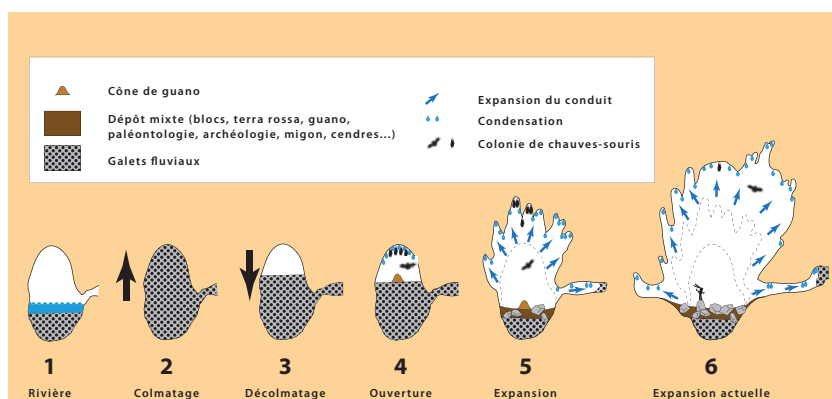 Cône de guano
Dépôt mixte (blocs, terra rossa, guano,
paléontologie, archéologie, migon, cendres...)
Galets fluviaux
Expansion du conduit
Condensation
Colonie de chauves-souris
1 2 3 4 5 6
Rivière Colmatage Décolmatage Ouverture Expansion Expansion actuelle